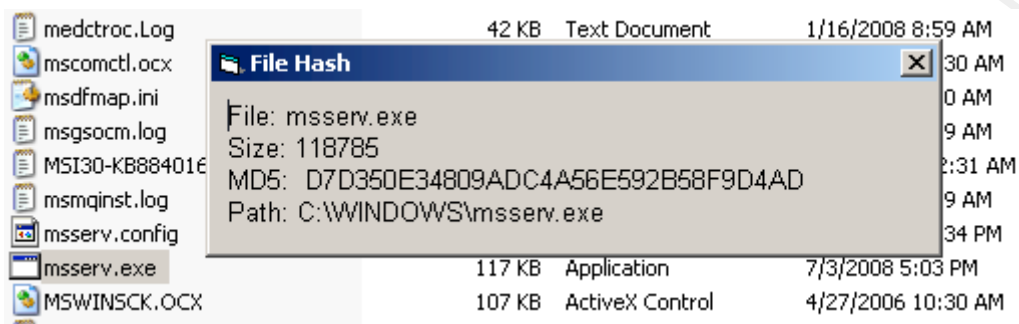 medctroc.Log 42 KB Text Document 1/16/2008 8:59 AM
mscomctl.ocx 30 AM
msdfmap.ini 0 AM
msgsocm.log 9 AM
MSI30-KB884016 2:31 AM
msmqinst.log 9 AM
msserv.config 34 PM
msserv.exe 117 KB Application 7/3/2008 5:03 PM
MSWINSCK.OCX 107 KB ActiveX Control 4/27/2006 10:30 AM
File Hash
File: msserv.exe
Size: 118785
MD5: D7D350E34809ADC4A56E592B58F9D4AD
Path: C:\WINDOWS\msserv.exe